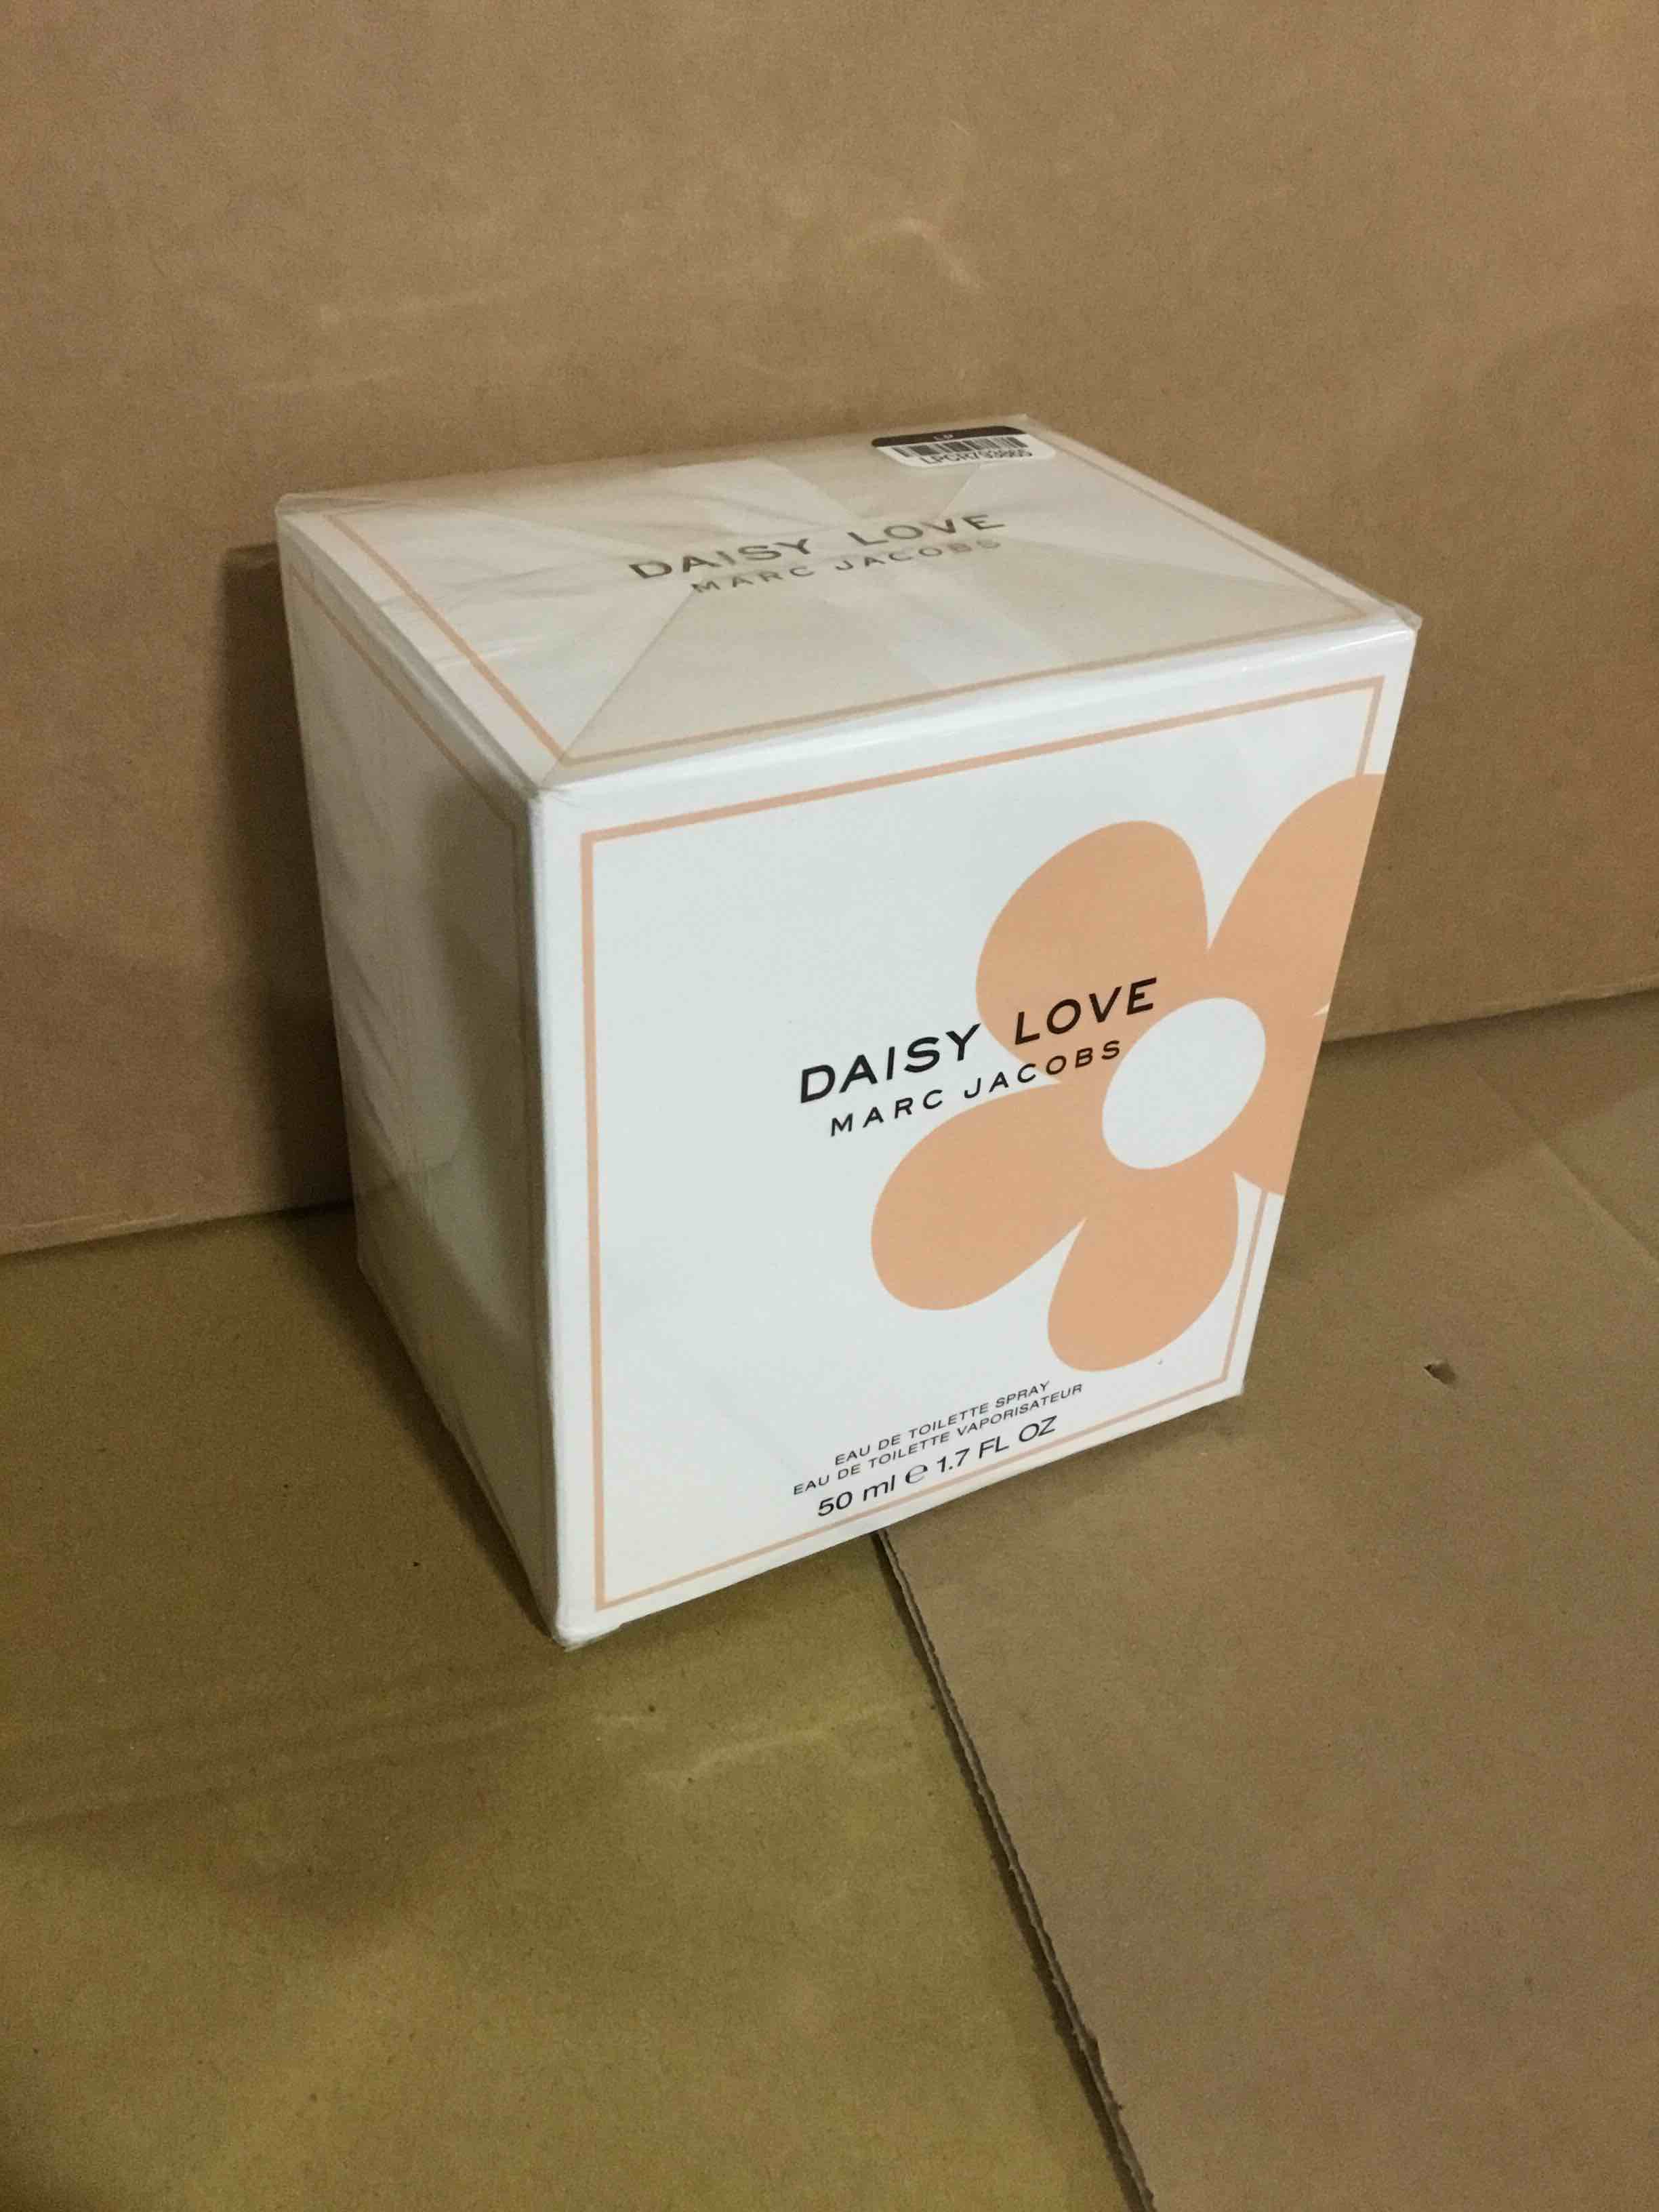 LP
DAISY LOVE
MARC JACOBS
DAISY LOVE
MARC JACOBS
EAU DE TOILETTE SPRAY
EAU DE TOILETTE VAPORISATEUR
50 ml e 1.7 FL OZ